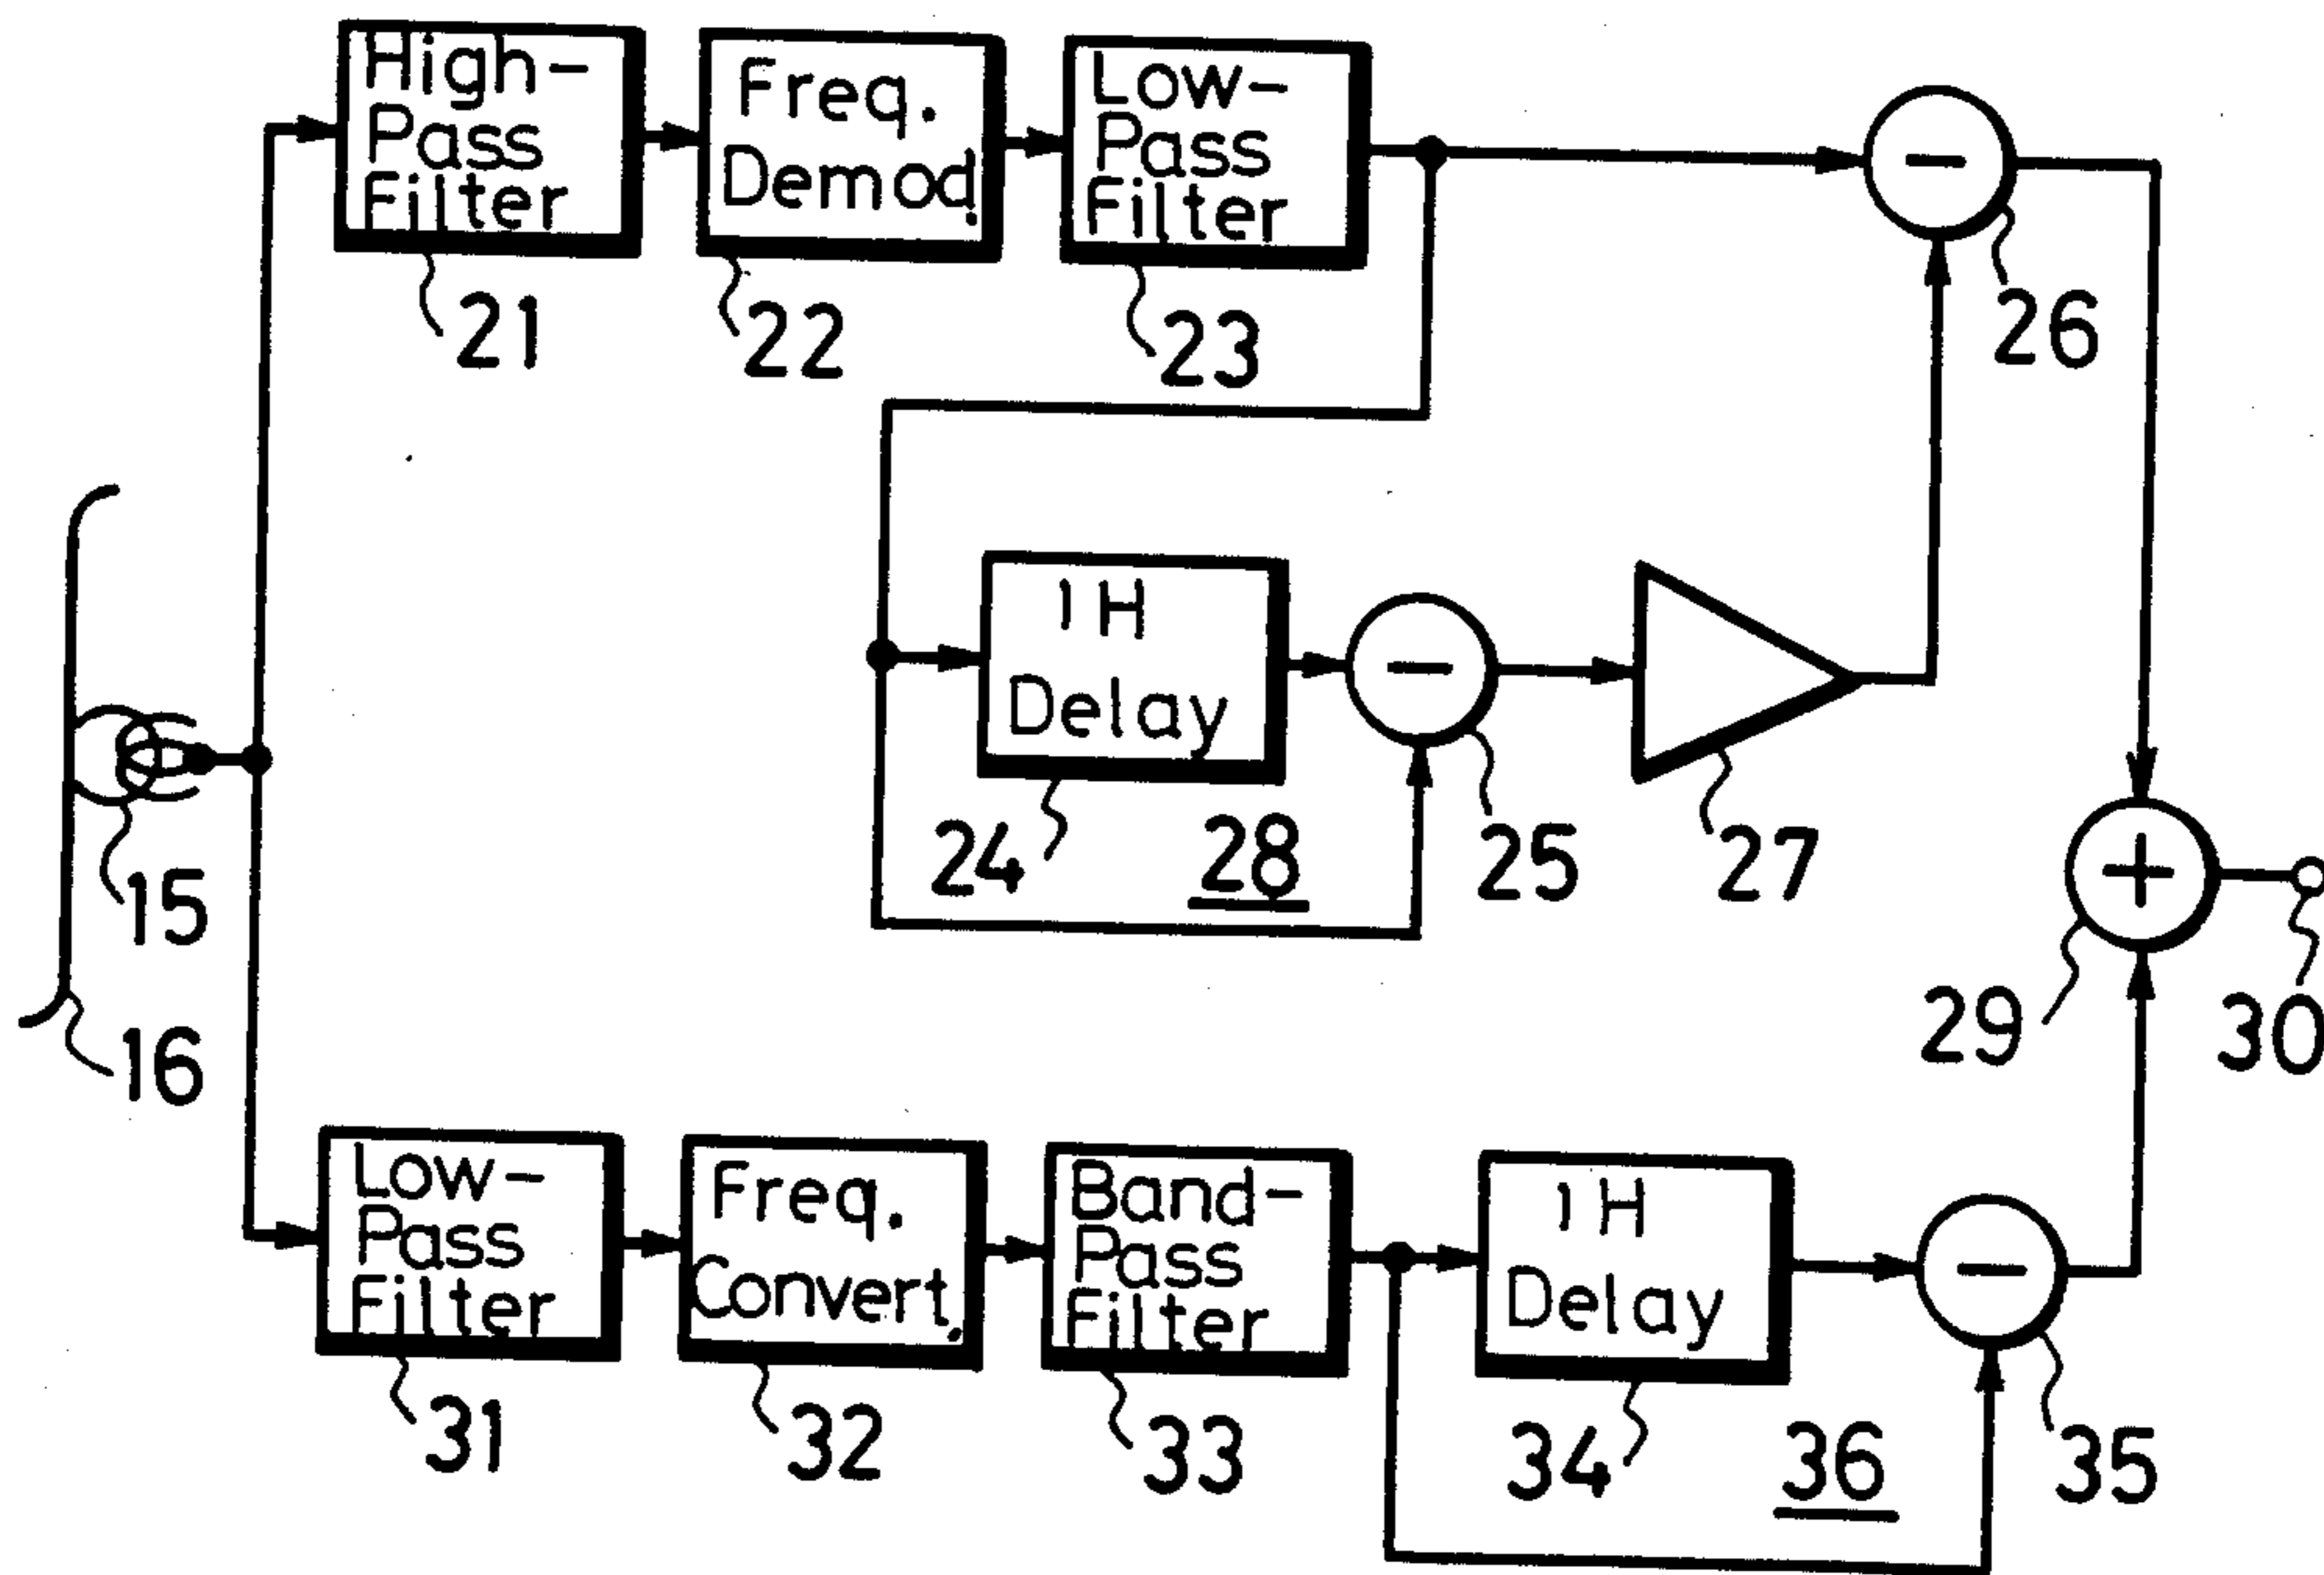 High-
Pass
Filter
Freq.
Demod.
Low-
Pass
Filter
21
22
23
26
1H
Delay
24
28
25
27
15
16
29
30
Low-
Pass
Filter
Freq.
Convert.
Band-
Pass
Filter
1H
Delay
31
32
33
34
36
35